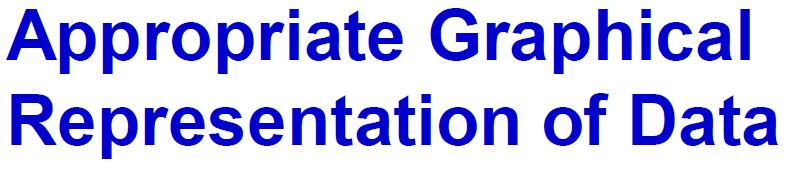 Appropriate Graphical
Representation of Data